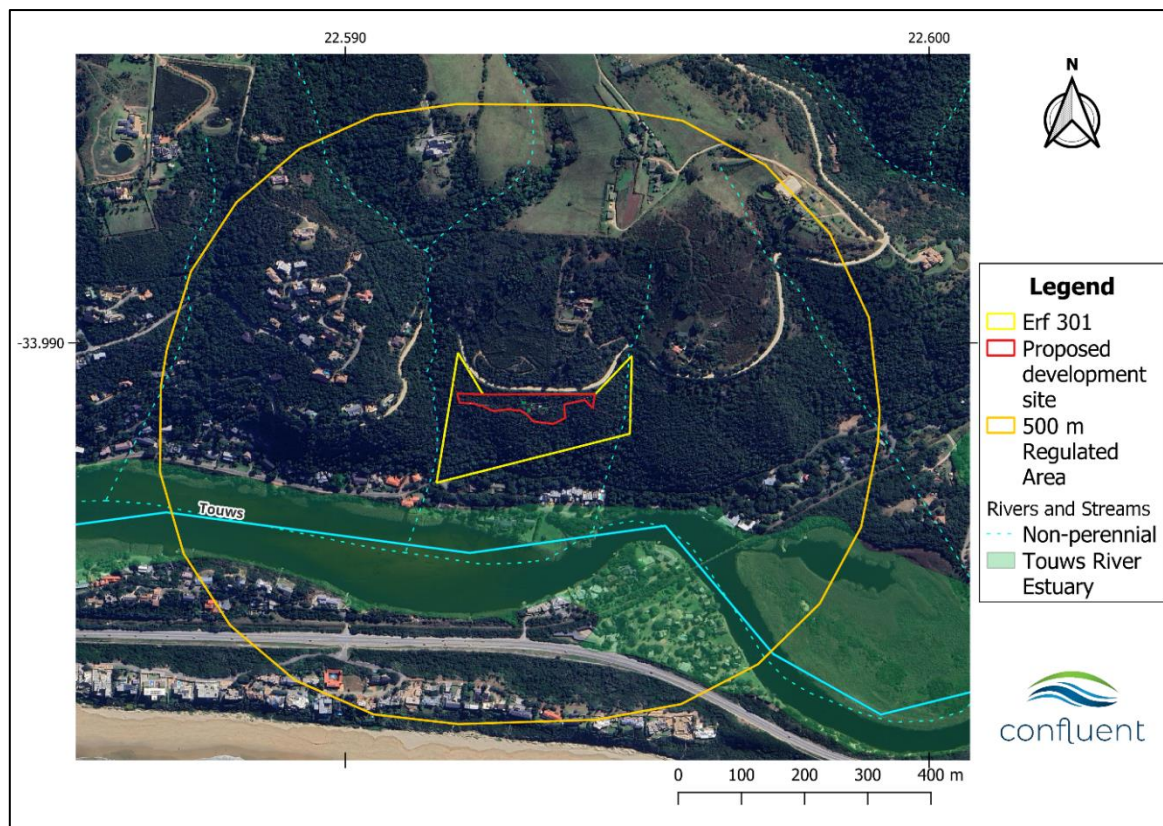 22.590
22.600
N
-33.990
Touws
Legend
Erf 301
Proposed
development
site
500 m
Regulated
Area
Rivers and Streams
Non-perennial
Touws River
Estuary
confluent
0 100 200 300 400 m